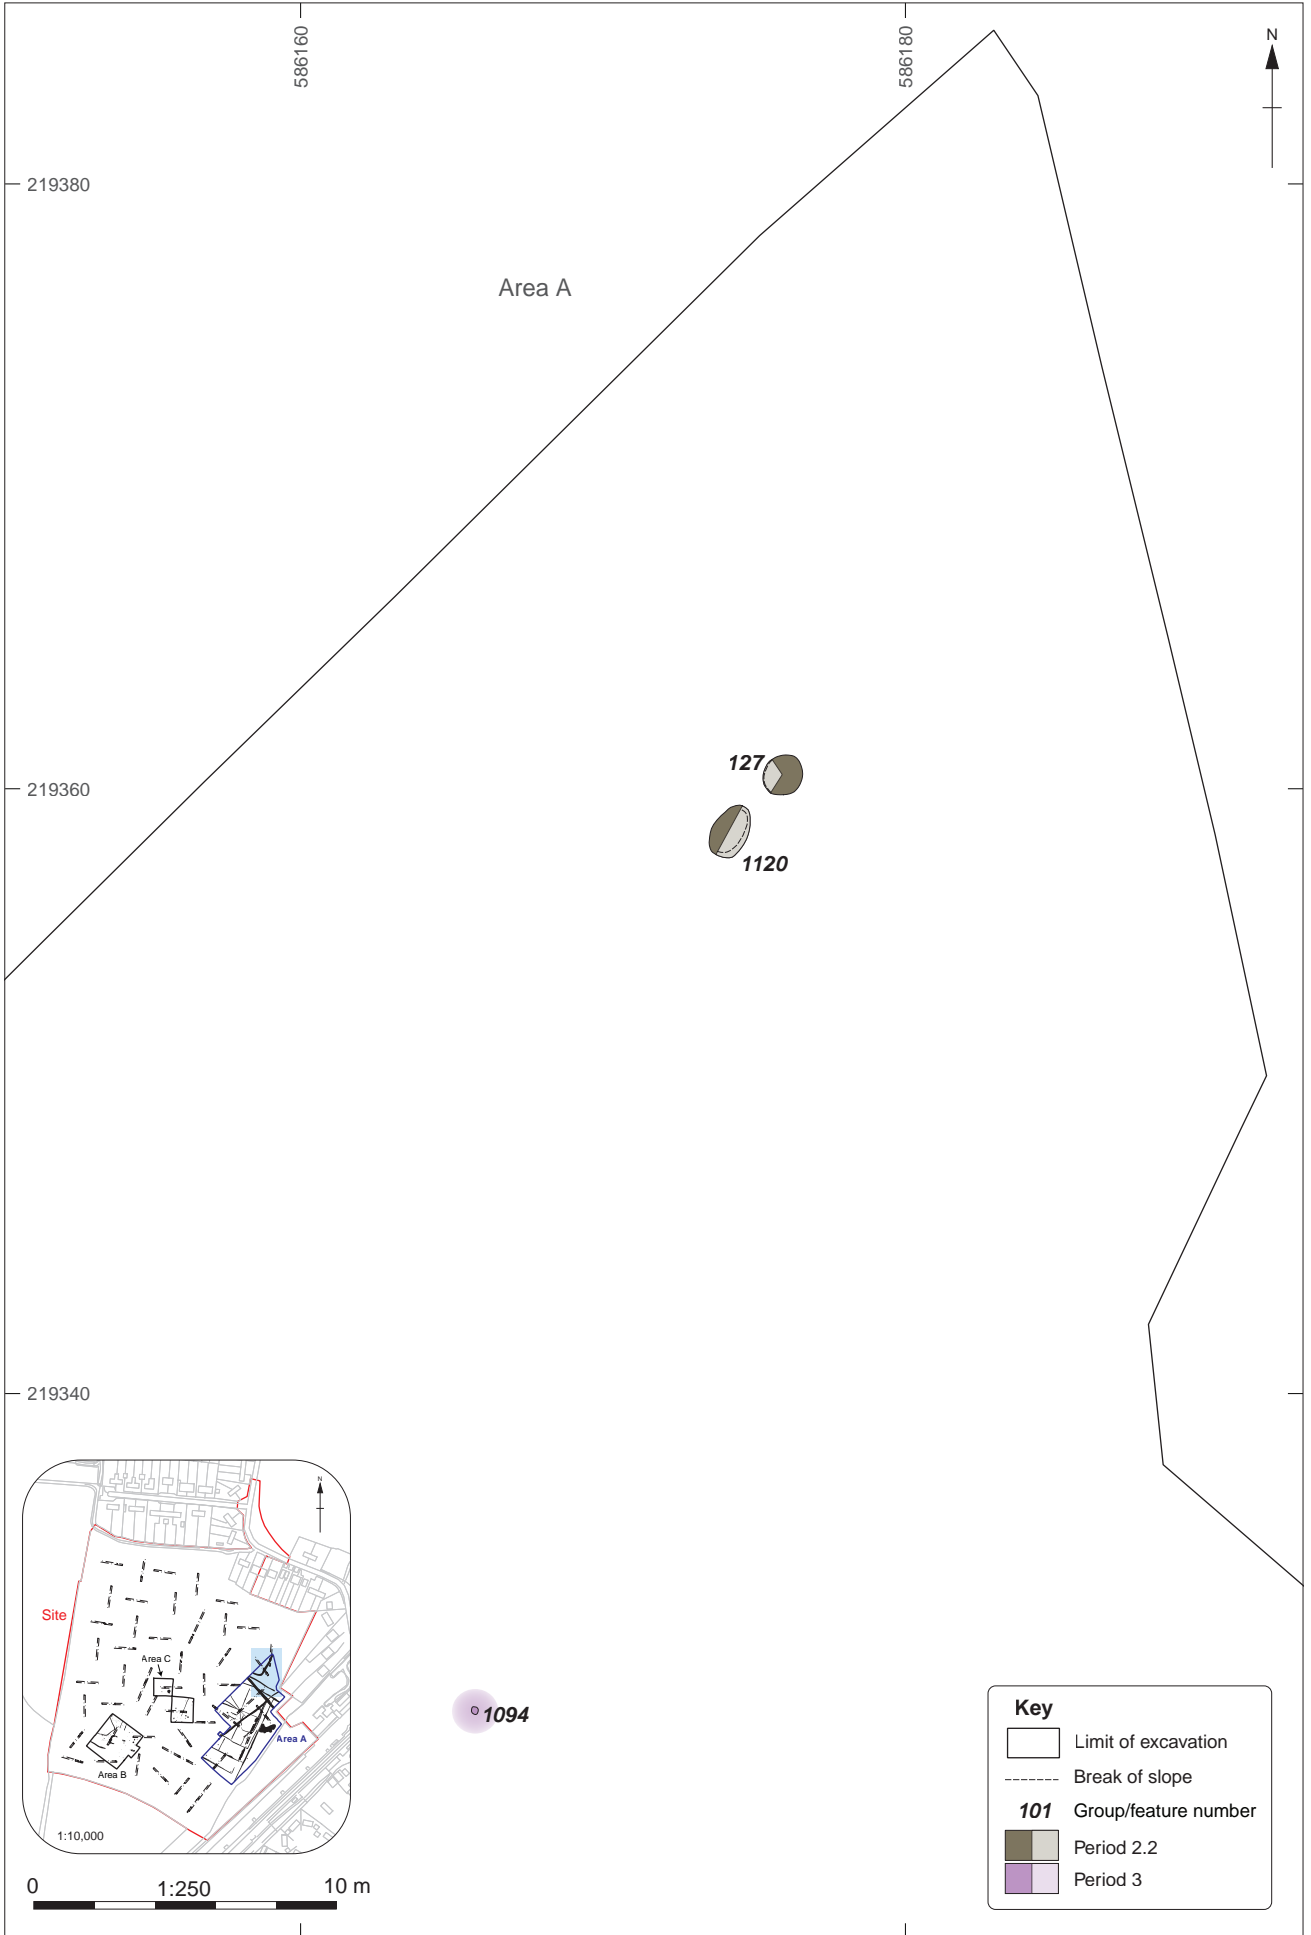 586160
586180
N
219380
Area A
127
219360
1120
219340
N
Site
Area C
Area A
Area B
1:10,000
1094
Key
Limit of excavation
Break of slope
101 Group/feature number
Period 2.2
Period 3
0 1:250 10 m